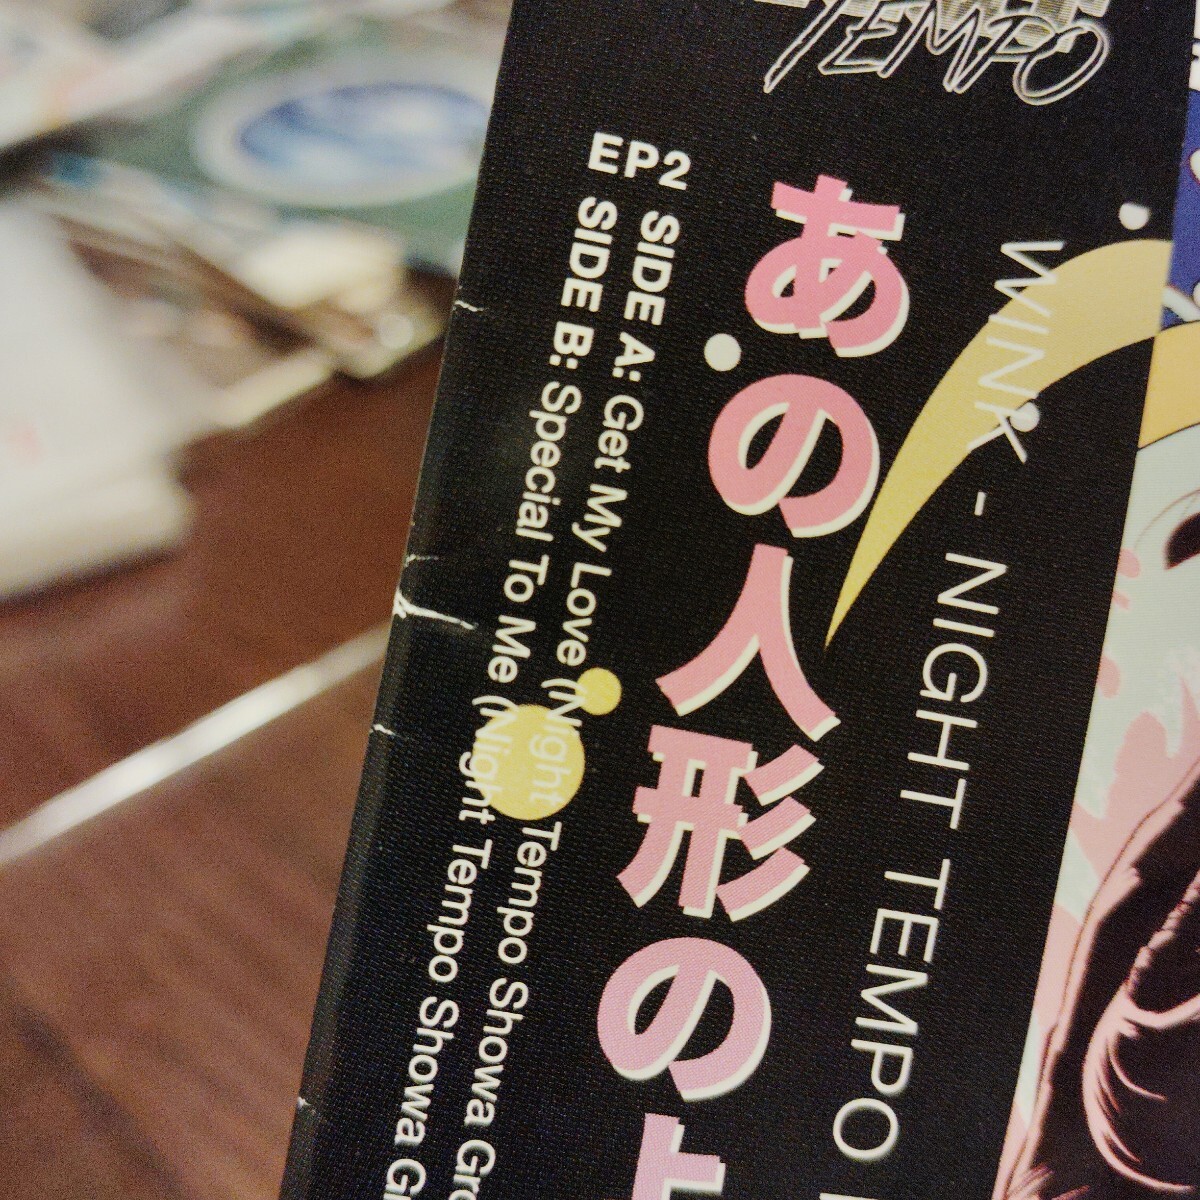 TEMPO
WINK - NIGHT TEMPO
あの人形の
EP2 SIDE A: Get My Love (Night Tempo Showa
SIDE B: Special To Me (Night Tempo Showa